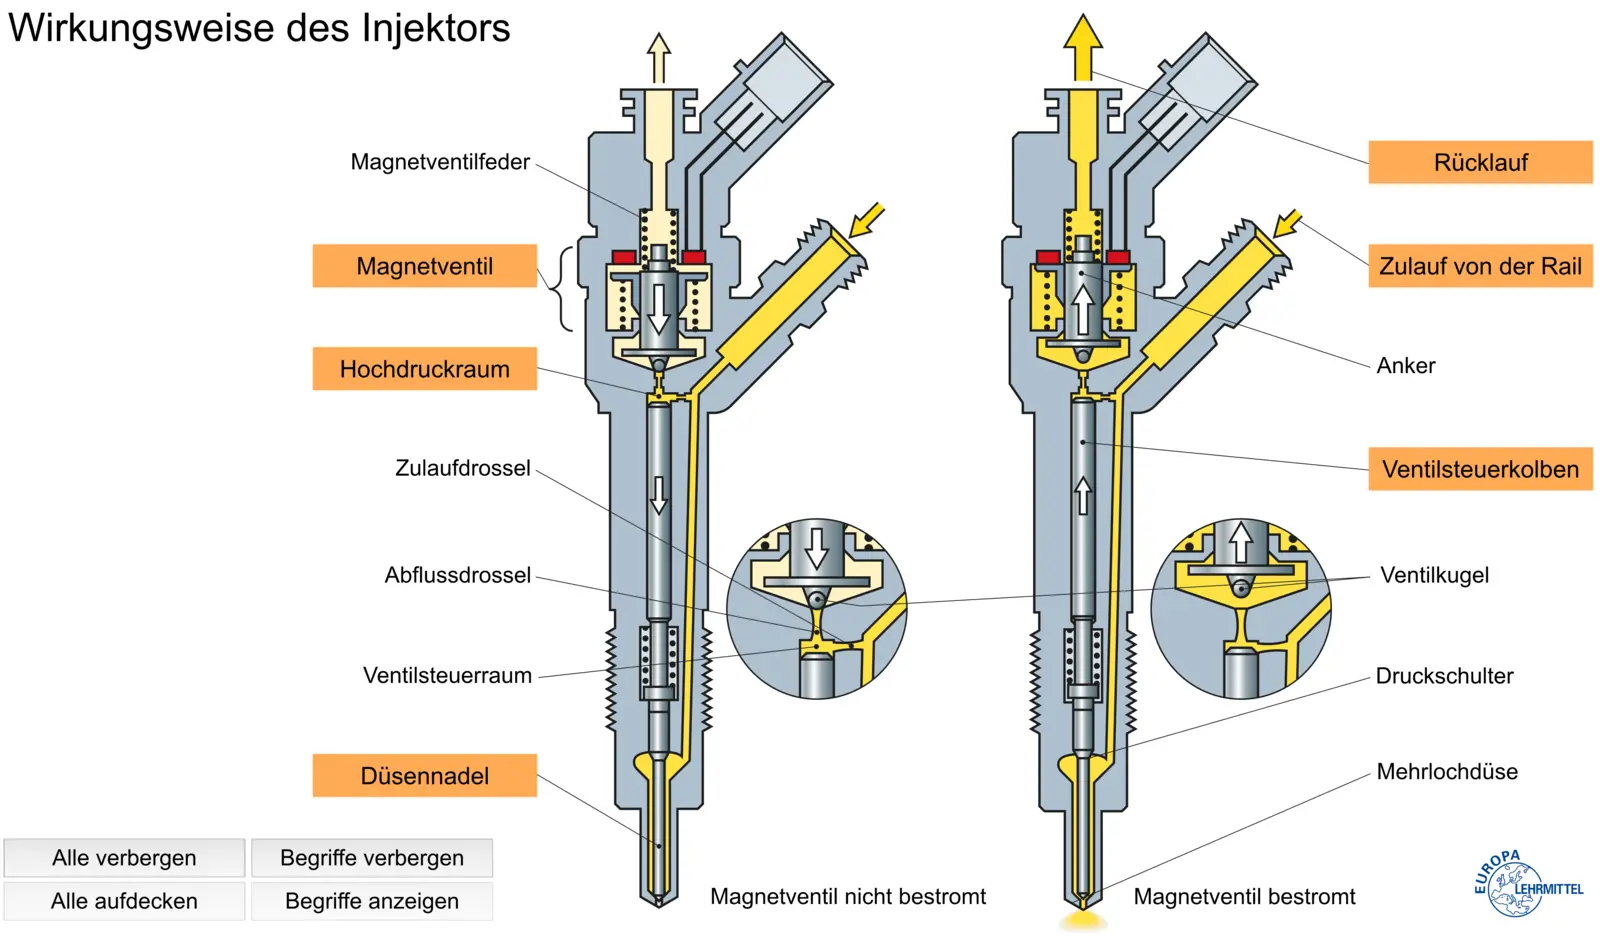 Wirkungsweise des Injektors
Magnetventilfeder
Magnetventil
Hochdruckraum
Zulaufdrossel
Abflussdrossel
Ventilsteuerraum
Düsennadel
Rücklauf
Zulauf von der Rail
Anker
Ventilsteuerkolben
Ventilkugel
Druckschulter
Mehrlochdüse
Magnetventil nicht bestromt
Magnetventil bestromt
Alle verbergen
Begriffe verbergen
Alle aufdecken
Begriffe anzeigen
EUROPA
LEHRMITTEL